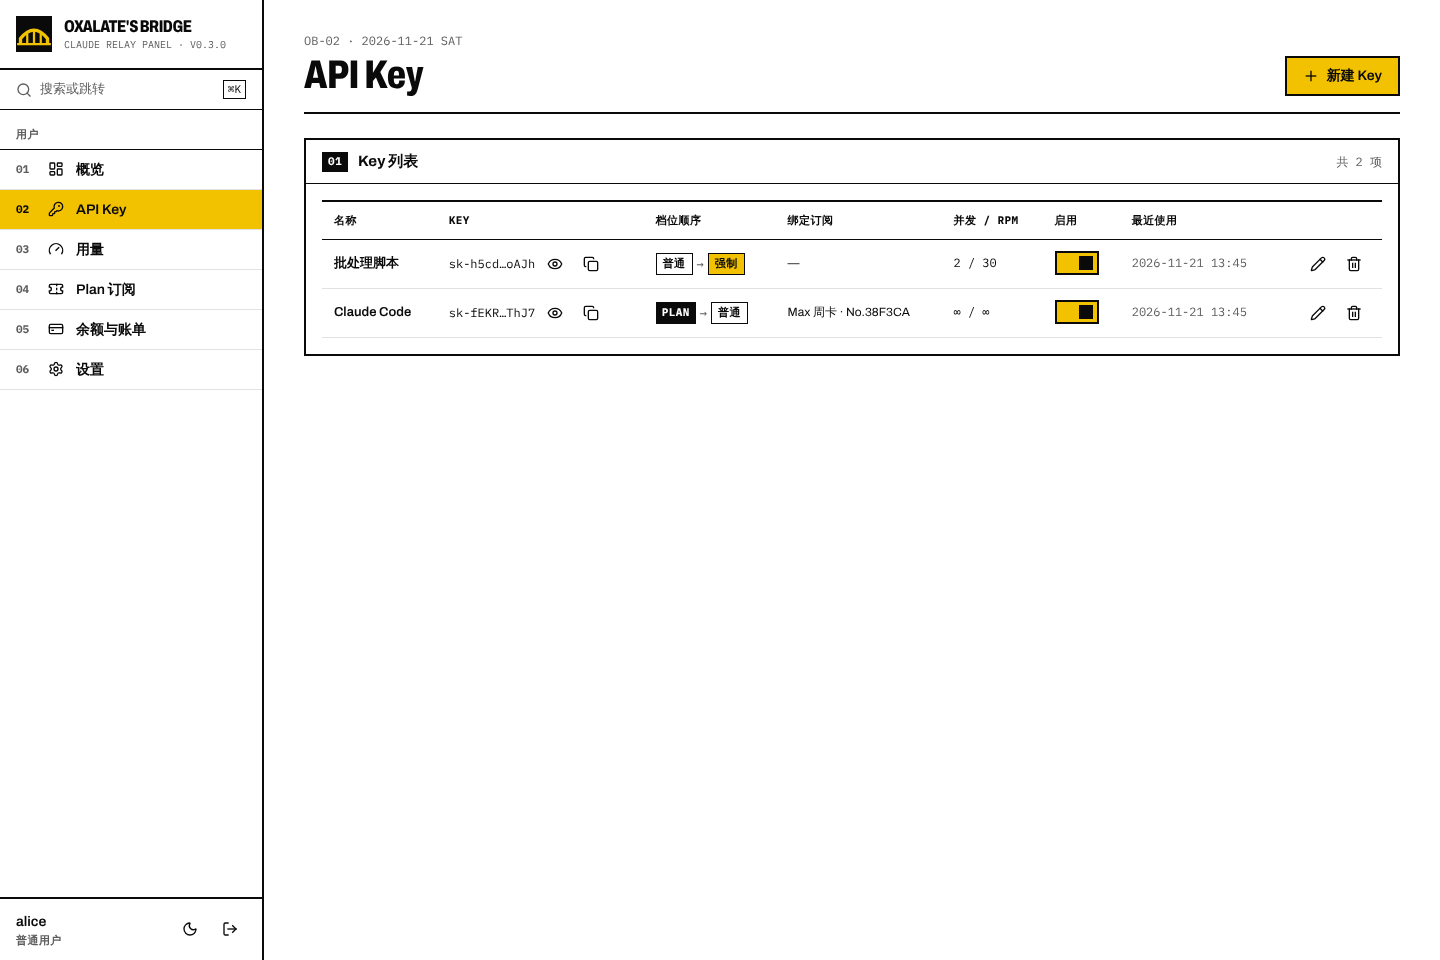 OXALATE'S BRIDGE
CLAUDE RELAY PANEL · V0.3.0
搜索或跳转 ⌘K
用户
01 概览
02 API Key
03 用量
04 Plan 订阅
05 余额与账单
06 设置
alice
普通用户
OB-02 · 2026-11-21 SAT
API Key
新建 Key
01 Key 列表 共 2 项
名称 KEY 档位顺序 绑定订阅 并发 / RPM 启用 最近使用
批处理脚本 sk-h5cd…oAJh 普通 → 强制 — 2 / 30 2026-11-21 13:45
Claude Code sk-fEKR…ThJ7 PLAN → 普通 Max 周卡 · No.38F3CA ∞ / ∞ 2026-11-21 13:45